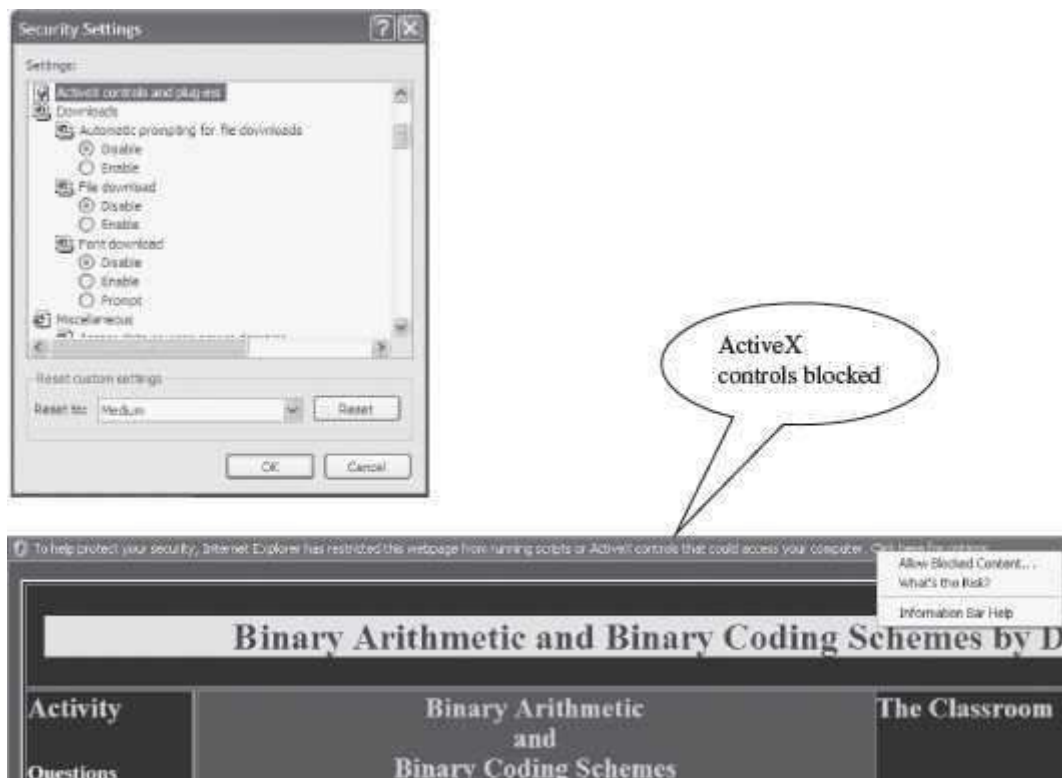 Security Settings
Settings:
ActiveX controls and plug-ins
Downloads
Automatic prompting for file downloads
Disable
Enable
File download
Disable
Enable
Font download
Disable
Enable
Prompt
Miscellaneous
Reset custom settings
Reset to: Medium Reset
OK Cancel
ActiveX
controls blocked
To help protect your security, Internet Explorer has restricted this webpage from running scripts or ActiveX controls that could access your computer. Click here for options...
Allow Blocked Content...
What's the Risk?
Information Bar Help
Binary Arithmetic and Binary Coding Schemes by D
Activity
Questions
Binary Arithmetic
and
Binary Coding Schemes
The Classroom